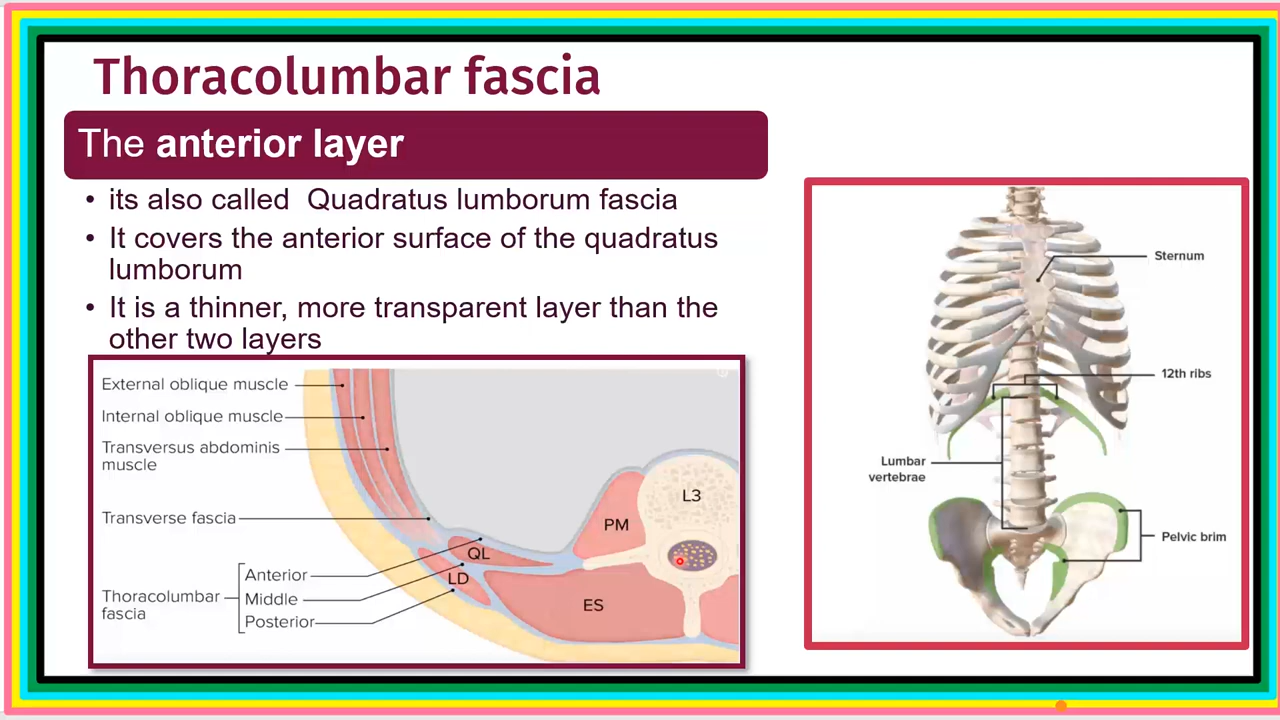 Thoracolumbar fascia
The anterior layer
• its also called Quadratus lumborum fascia
• It covers the anterior surface of the quadratus
lumborum
• It is a thinner, more transparent layer than the
other two layers
External oblique muscle
Internal oblique muscle
Transversus abdominis
muscle
Transverse fascia
Thoracolumbar
fascia
Anterior
Middle
Posterior
QL
LD
ES
PM
L3
Sternum
12th ribs
Lumbar
vertebrae
Pelvic brim